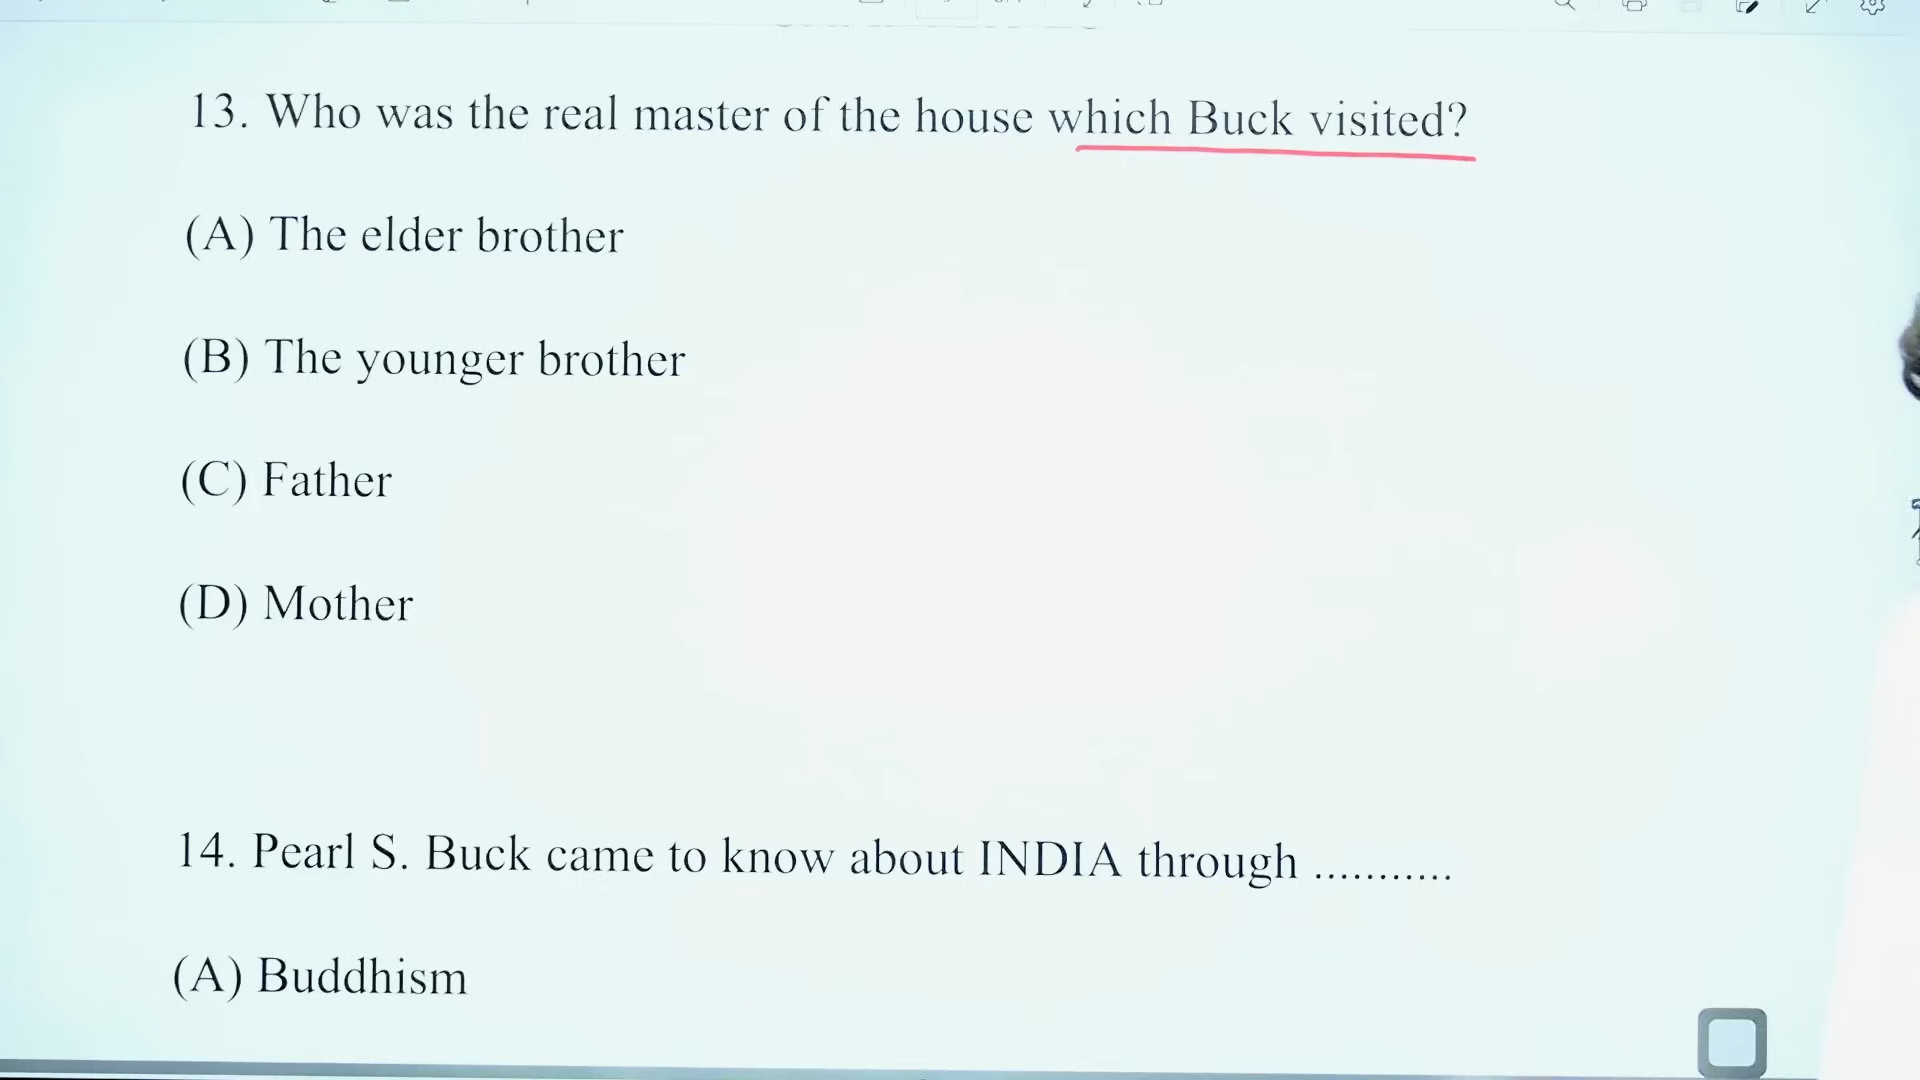 13. Who was the real master of the house which Buck visited?
(A) The elder brother
(B) The younger brother
(C) Father
(D) Mother
14. Pearl S. Buck came to know about INDIA through ...........
(A) Buddhism